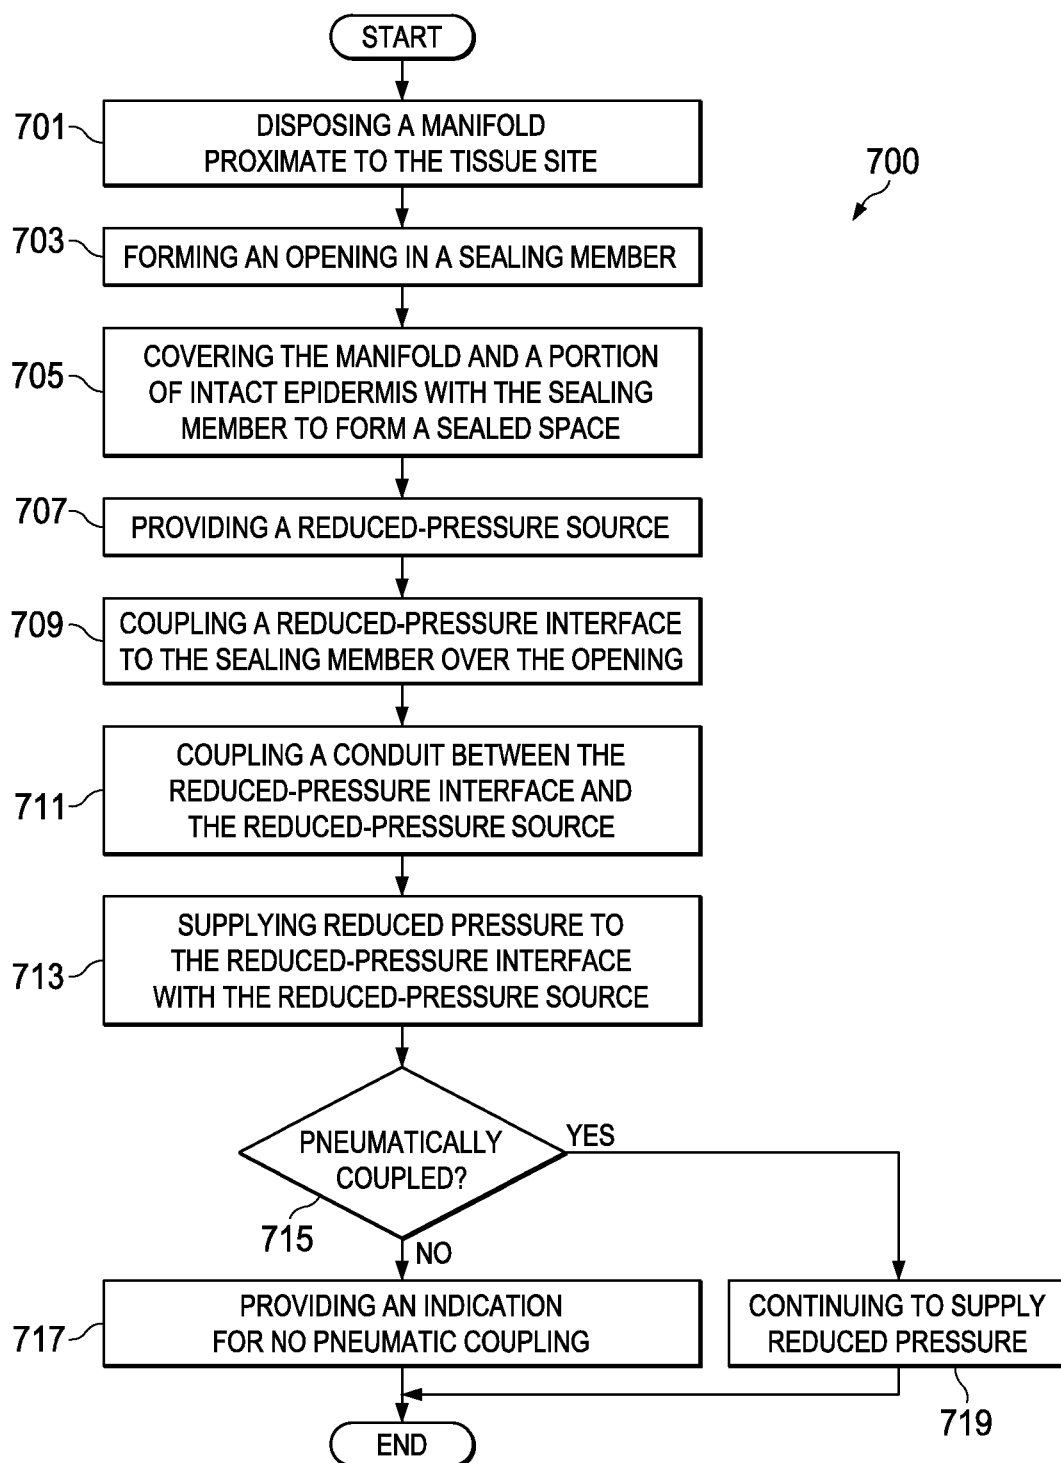 START
701
DISPOSING A MANIFOLD
PROXIMATE TO THE TISSUE SITE
700
703
FORMING AN OPENING IN A SEALING MEMBER
705
COVERING THE MANIFOLD AND A PORTION
OF INTACT EPIDERMIS WITH THE SEALING
MEMBER TO FORM A SEALED SPACE
707
PROVIDING A REDUCED-PRESSURE SOURCE
709
COUPLING A REDUCED-PRESSURE INTERFACE
TO THE SEALING MEMBER OVER THE OPENING
711
COUPLING A CONDUIT BETWEEN THE
REDUCED-PRESSURE INTERFACE AND
THE REDUCED-PRESSURE SOURCE
713
SUPPLYING REDUCED PRESSURE TO
THE REDUCED-PRESSURE INTERFACE
WITH THE REDUCED-PRESSURE SOURCE
PNEUMATICALLY
COUPLED?
YES
715
NO
717
PROVIDING AN INDICATION
FOR NO PNEUMATIC COUPLING
CONTINUING TO SUPPLY
REDUCED PRESSURE
719
END